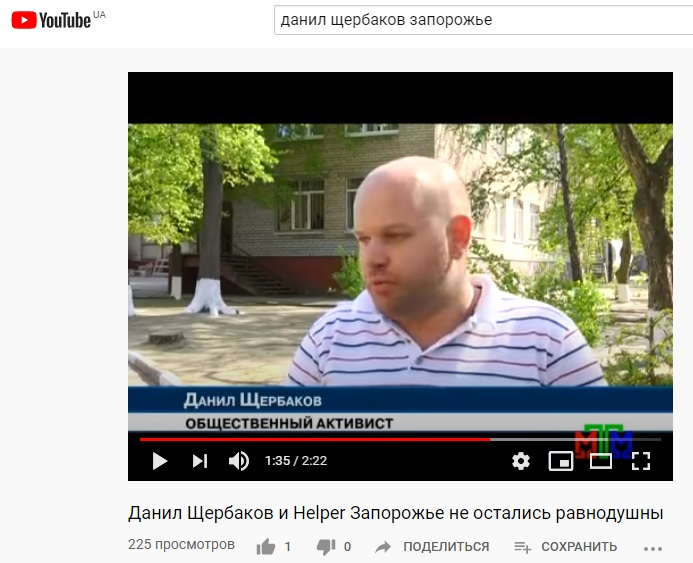 YouTube UA
данил щербаков запорожье
Данил Щербаков
общественный активист
МТМ
1:35 / 2:22
Данил Щербаков и Helper Запорожье не остались равнодушны
225 просмотров 1 0 ПОДЕЛИТЬСЯ СОХРАНИТЬ